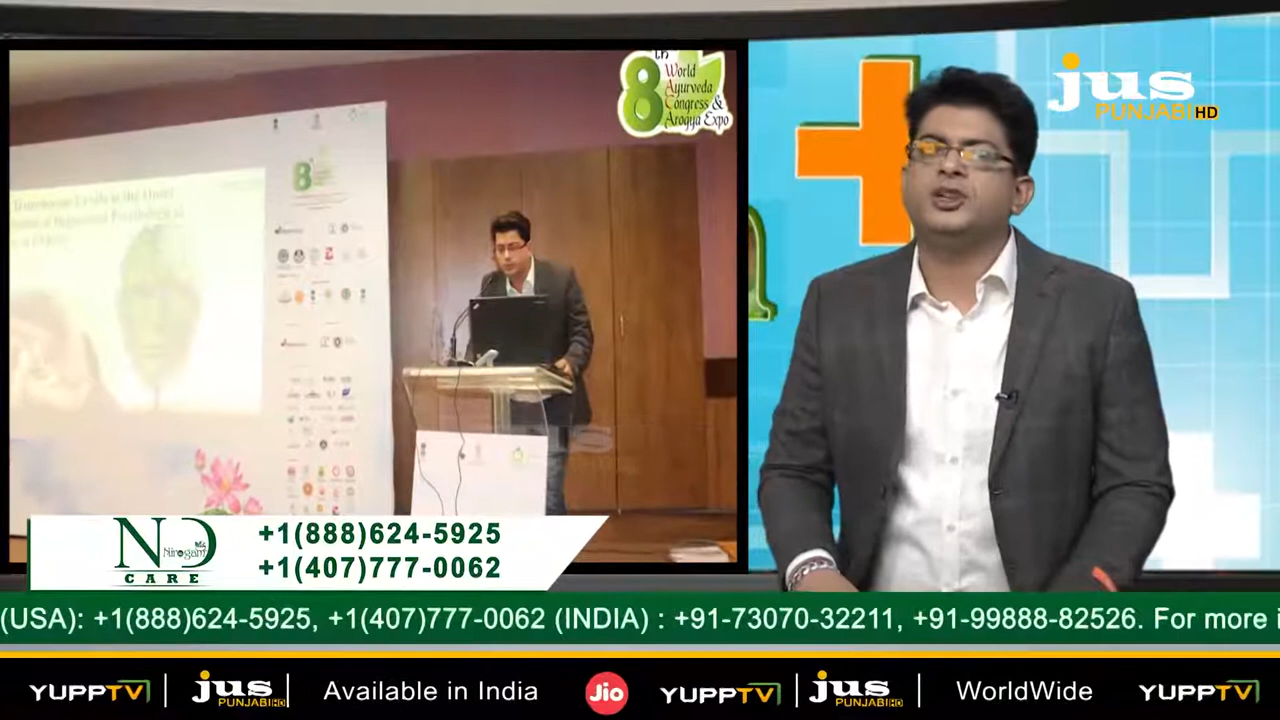 8th
World
Ayurveda
Congress &
Arogya Expo
jus
PUNJABI HD
8
n
ND
Nirogam
CARE
+1(888)624-5925
+1(407)777-0062
(USA): +1(888)624-5925, +1(407)777-0062 (INDIA) : +91-73070-32211, +91-99888-82526. For more i
YUPPTV
jus
PUNJABI HD
Available in India
Jio
YUPPTV
jus
PUNJABI HD
WorldWide
YUPPTV